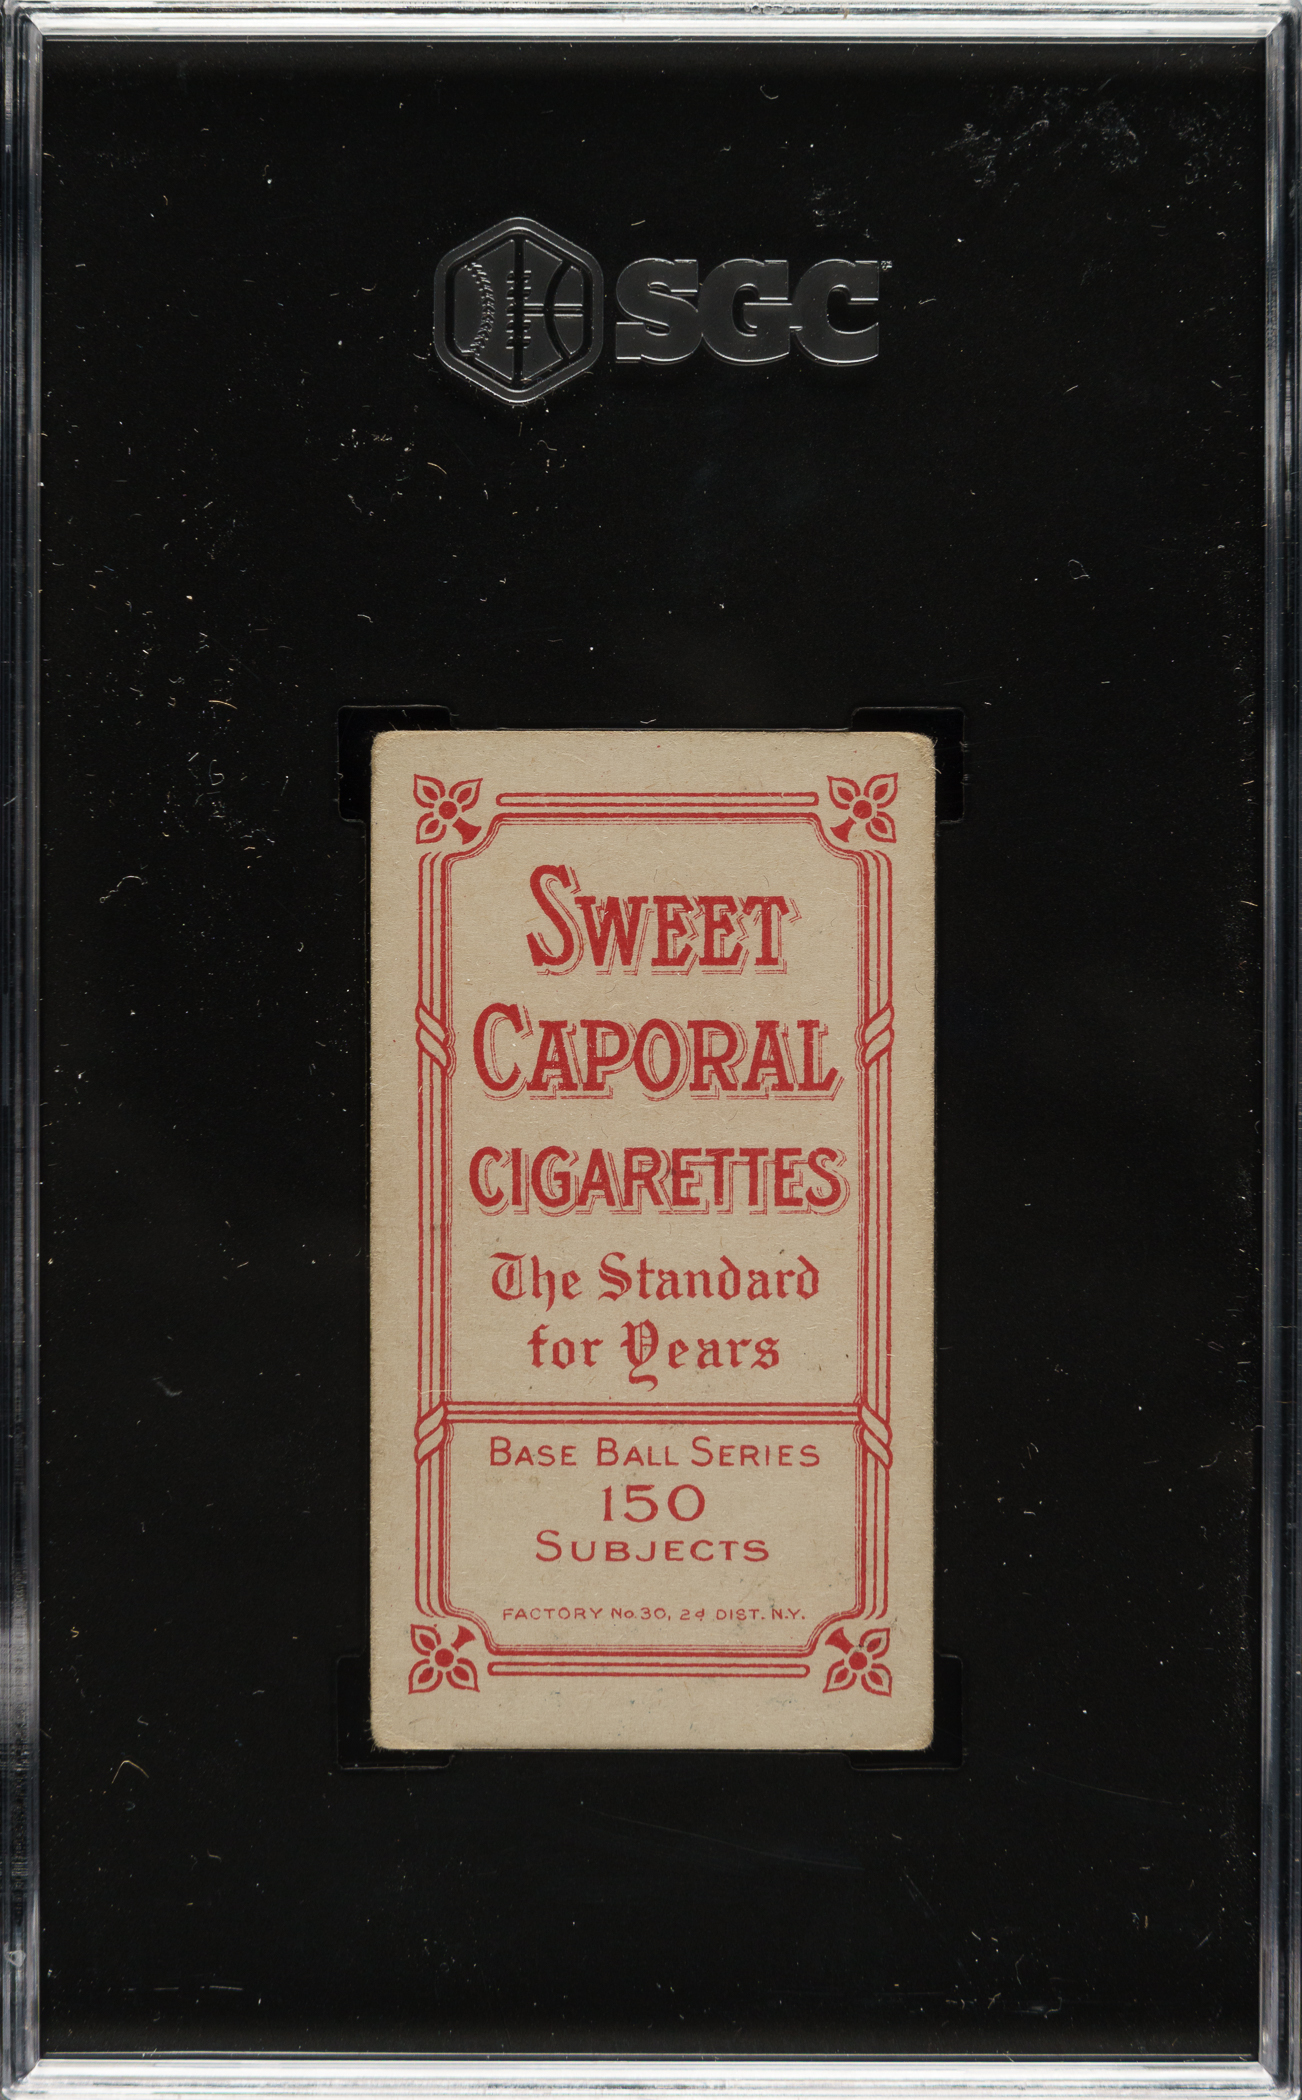 SGC
SWEET
CAPORAL
CIGARETTES
The Standard
for Years
BASE BALL SERIES
150
SUBJECTS
FACTORY No. 30, 2d DIST. N.Y.